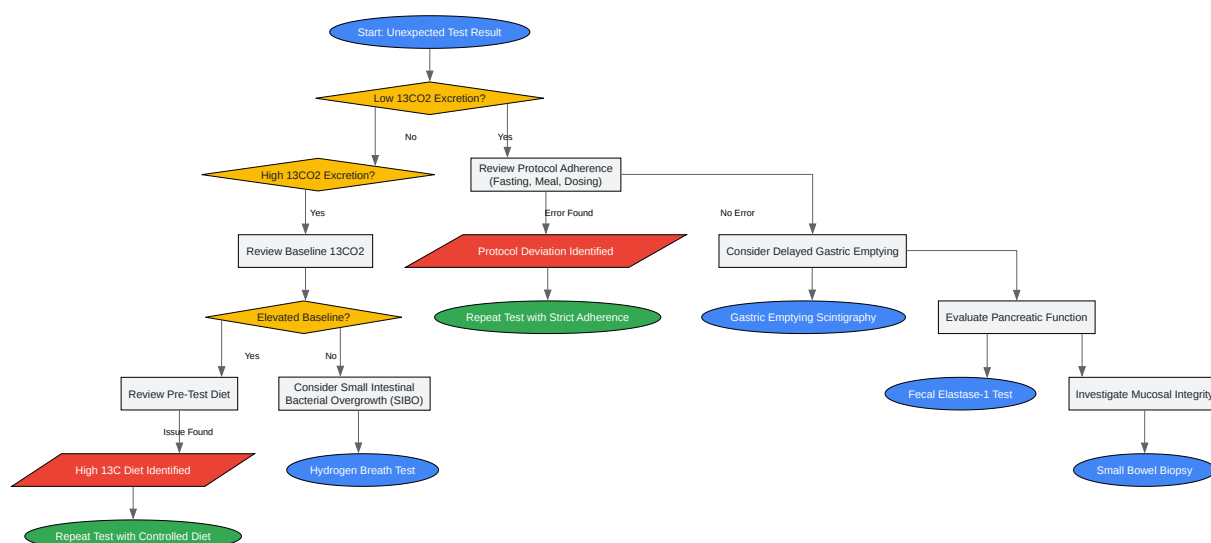 Start: Unexpected Test Result
Low 13CO2 Excretion?
No
Yes
High 13CO2 Excretion?
Review Protocol Adherence
(Fasting, Meal, Dosing)
Yes
Error Found
No Error
Review Baseline 13CO2
Protocol Deviation Identified
Consider Delayed Gastric Emptying
Elevated Baseline?
Repeat Test with Strict Adherence
Gastric Emptying Scintigraphy
Evaluate Pancreatic Function
Yes
No
Review Pre-Test Diet
Consider Small Intestinal
Bacterial Overgrowth (SIBO)
Fecal Elastase-1 Test
Investigate Mucosal Integrity
Issue Found
High 13C Diet Identified
Hydrogen Breath Test
Small Bowel Biopsy
Repeat Test with Controlled Diet